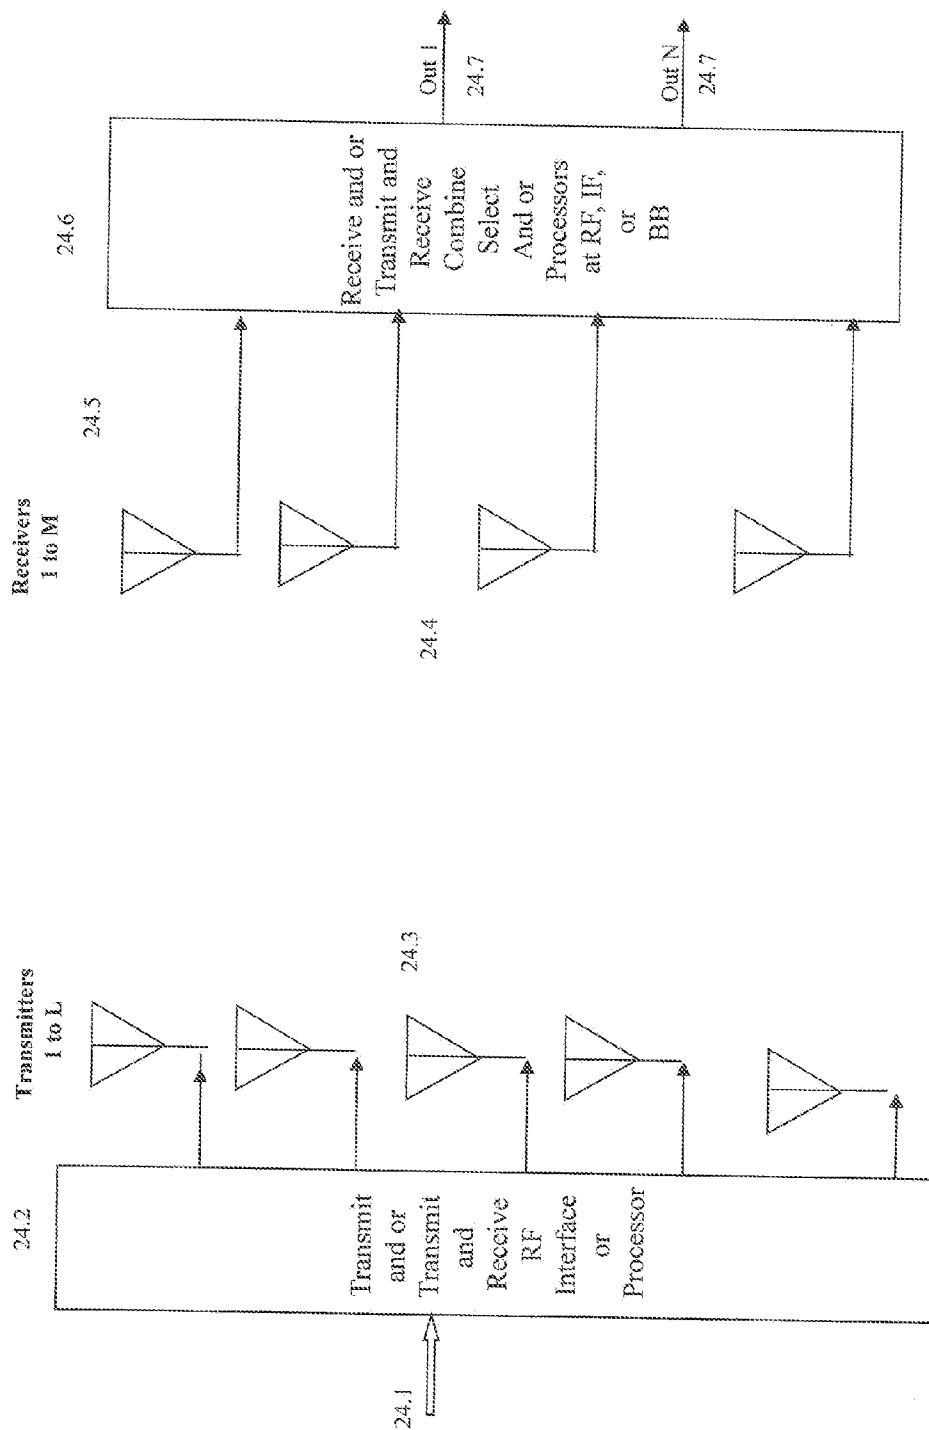 Transmitters
1 to L
Receivers
1 to M
24.1
24.2
Transmit
and or
Transmit
and
Receive
RF
Interface
or
Processor
24.3
24.4
24.5
24.6
Receive and or
Transmit and
Receive
Combine
Select
And or
Processors
at RF, IF,
or
BB
Out 1
24.7
Out N
24.7